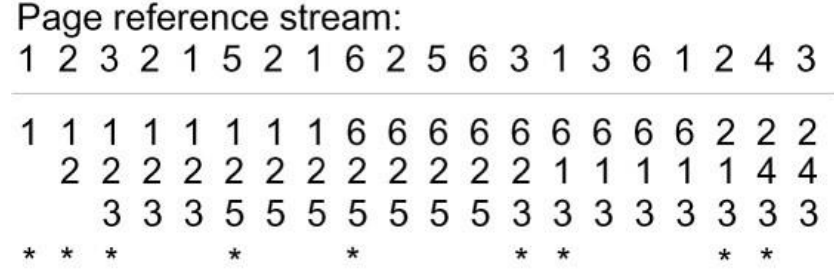 Page reference stream:
1 2 3 2 1 5 2 1 6 2 5 6 3 1 3 6 1 2 4 3
1 1 1 1 1 1 1 1 6 6 6 6 6 6 6 6 6 2 2 2
2 2 2 2 2 2 2 2 2 2 2 2 1 1 1 1 1 4 4
3 3 3 5 5 5 5 5 5 5 3 3 3 3 3 3 3 3
* * * * * * * * *